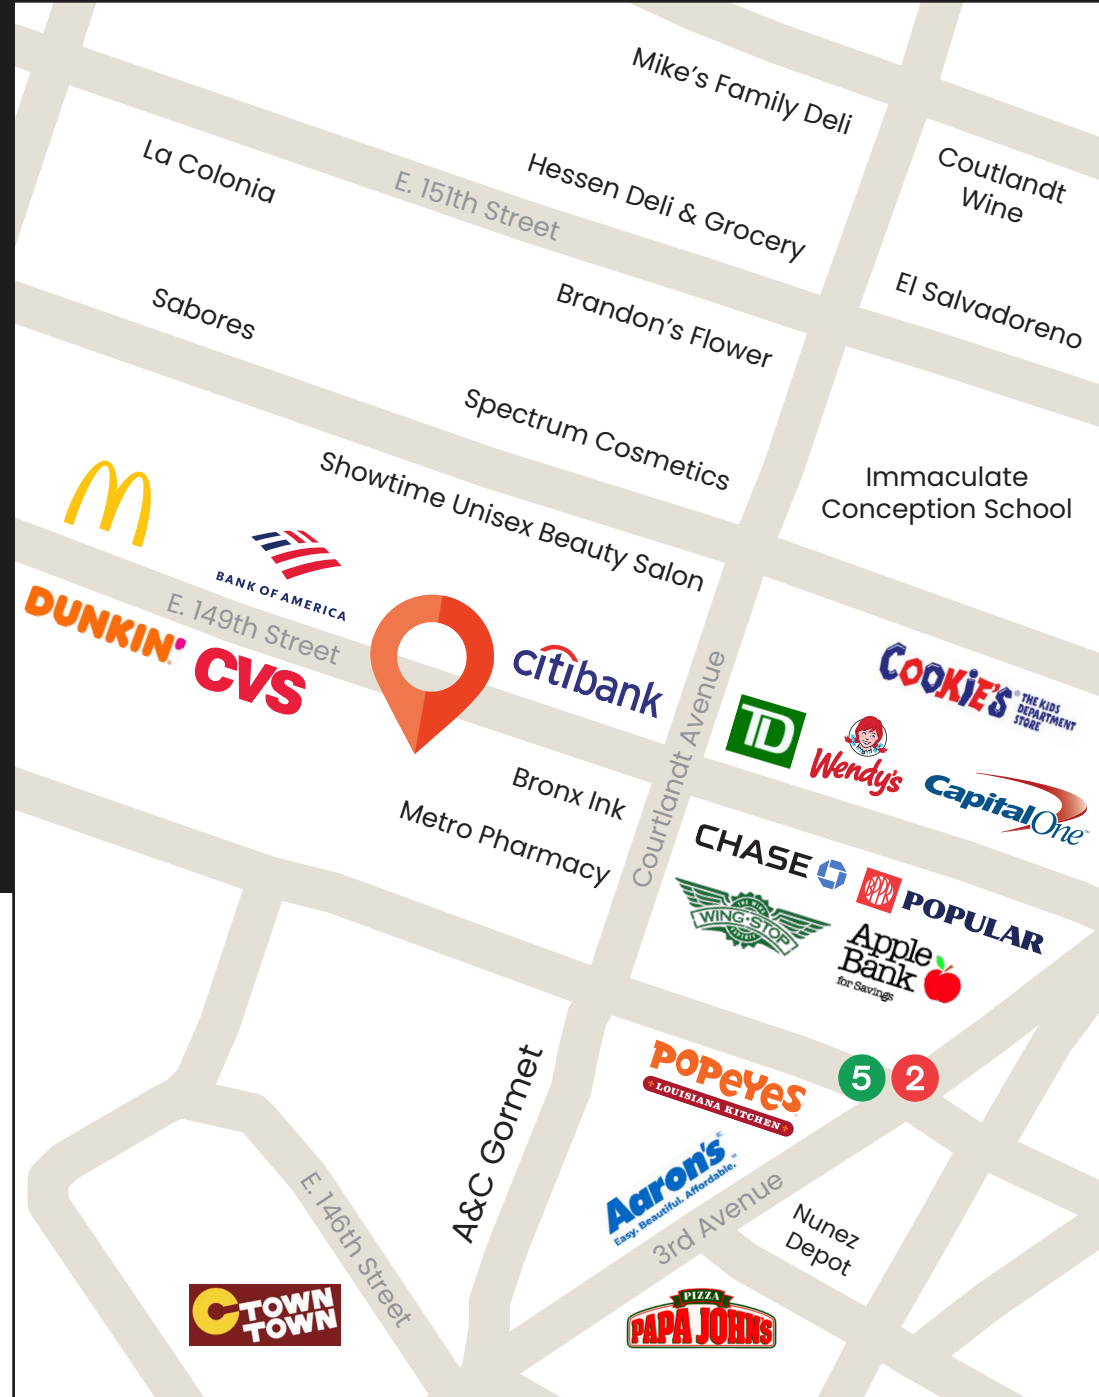 Mike's Family Deli
La Colonia
E. 151th Street
Hessen Deli & Grocery
Coutlandt
Wine
El Salvadoreno
Sabores
Brandon's Flower
Spectrum Cosmetics
Showtime Unisex Beauty Salon
Immaculate
Conception School
BANK OF AMERICA
E. 149th Street
DUNKIN'
CVS
citibank
Courtlandt Avenue
COOKIE'S
THE KIDS
DEPARTMENT
STORE
TD
Wendy's
Capital One
Bronx Ink
Metro Pharmacy
CHASE
POPULAR
WING STOP
Apple
Bank
for Savings
5
2
POPEYES
LOUISIANA KITCHEN
A&C Gormet
Aaron's
Easy. Beautiful. Affordable.
3rd Avenue
Nunez
Depot
E. 146th Street
C TOWN
TOWN
PIZZA
PAPA JOHNS